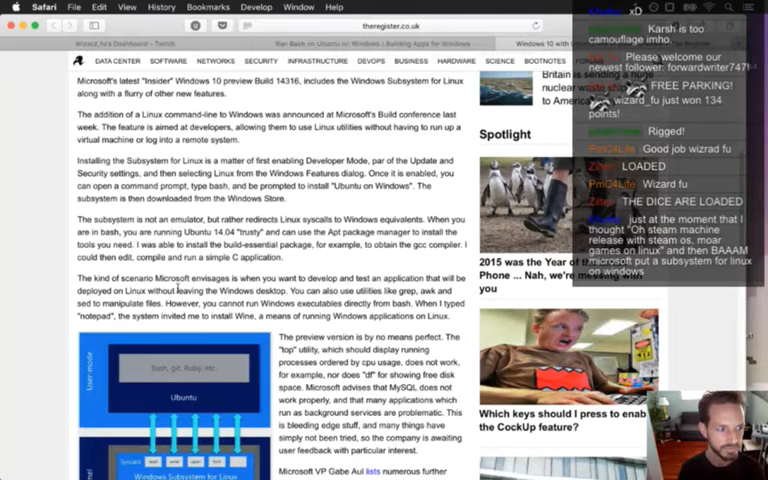 Safari File Edit View History Bookmarks Develop Window Help
theregister.co.uk
Wizard_fu's Dashboard - Twitch
Run Bash on Ubuntu on Windows | Building Apps for Windows
DATA CENTER SOFTWARE NETWORKS SECURITY INFRASTRUCTURE DEVOPS BUSINESS HARDWARE SCIENCE BOOTNOTES
Microsoft's latest "Insider" Windows 10 preview Build 14316, includes the Windows Subsystem for Linux
along with a flurry of other new features.
The addition of a Linux command-line to Windows was announced at Microsoft's Build conference last
week. The feature is aimed at developers, allowing them to use Linux utilities without having to run up a
virtual machine or log into a remote system.
Installing the Subsystem for Linux is a matter of first enabling Developer Mode, par of the Update and
Security settings, and then selecting Linux from the Windows Features dialog. Once it is enabled, you
can open a command prompt, type bash, and be prompted to install "Ubuntu on Windows". The
subsystem is then downloaded from the Windows Store.
The subsystem is not an emulator, but rather redirects Linux syscalls to Windows equivalents. When you
are in bash, you are running Ubuntu 14.04 "trusty" and can use the Apt package manager to install the
tools you need. I was able to install the build-essential package, for example, to obtain the gcc compiler. I
could then edit, compile and run a simple C application.
The kind of scenario Microsoft envisages is when you want to develop and test an application that will be
deployed on Linux without leaving the Windows desktop. You can also use utilities like grep, awk and
sed to manipulate files. However, you cannot run Windows executables directly from bash. When I typed
"notepad", the system invited me to install Wine, a means of running Windows applications on Linux.
User-mode
Bash, git, Ruby, etc.
Ubuntu
Syscalls
Windows Subsystem for Linux
The preview version is by no means perfect. The
"top" utility, which should display running
processes ordered by cpu usage, does not work,
for example, nor does "df" for showing free disk
space. Microsoft advises that MySQL does not
work properly, and that many applications which
run as background services are problematic. This
is bleeding edge stuff, and many things have
simply not been tried, so the company is awaiting
user feedback with particular interest.
Microsoft VP Gabe Aul lists numerous further
Britain is sending a
nuclear waste
to America
Spotlight
2015 was the Year of
Phone ... Nah, we're messing
you
Which keys should I press to enab
the CockUp feature?
xD
Karsh is too
camouflage imho.
Please welcome our
newest follower: forwardwriter747!
FREE PARKING!
wizard_fu just won 134
points!
Rigged!
PmC4Life Good job wizrad fu
LOADED
PmC4Life Wizard fu
THE DICE ARE LOADED
just at the moment that I
thought "Oh steam machine
release with steam os, moar
games on linux" and then BAAAM
microsoft put a subsystem for linux
on windows